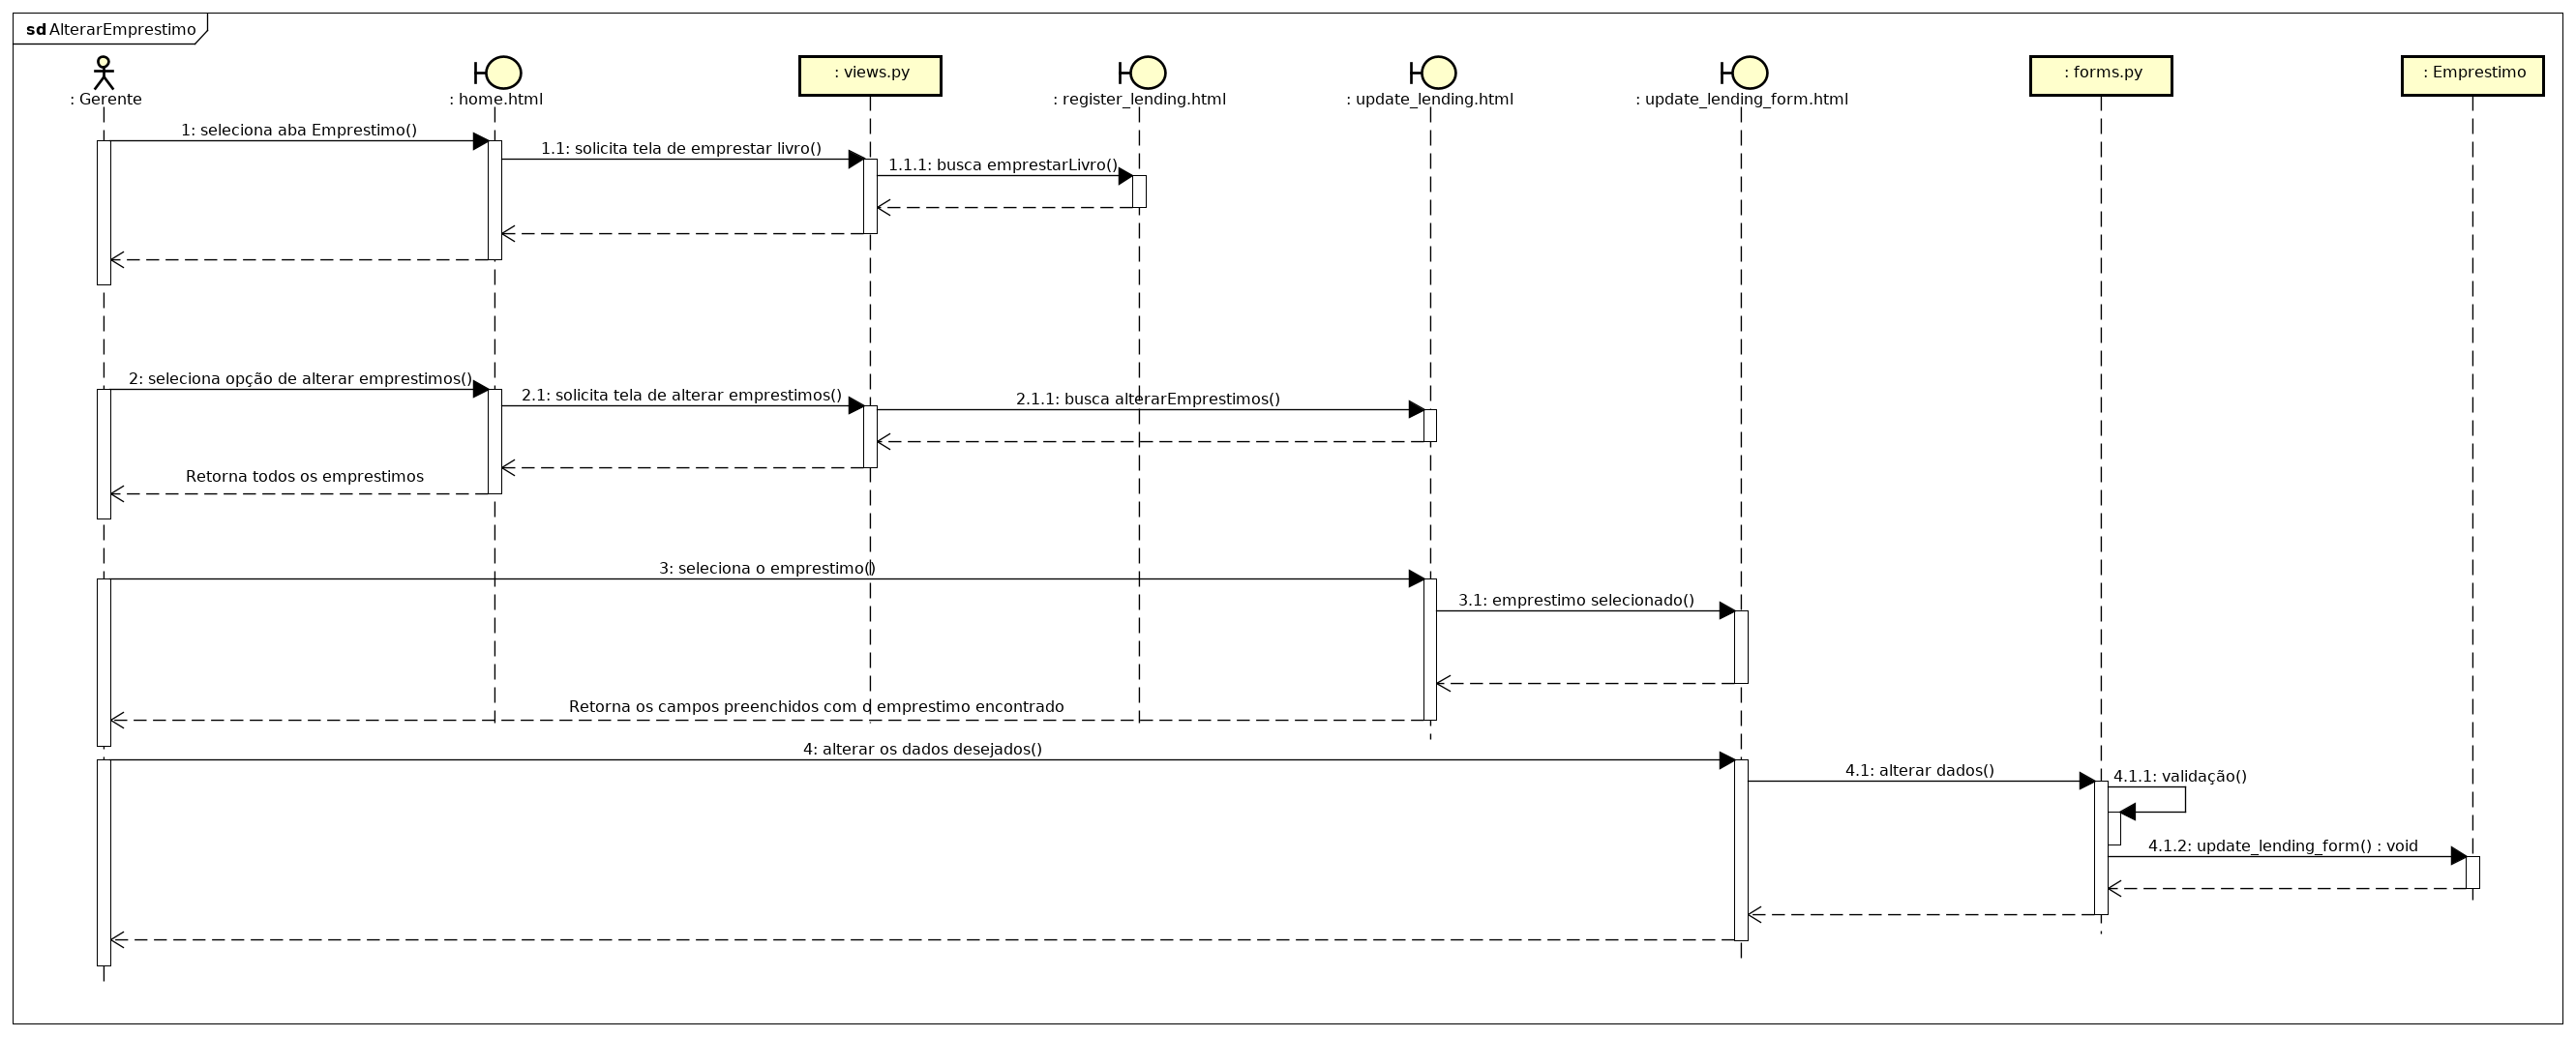 sd AlterarEmprestimo
: Gerente
: home.html
: views.py
: register_lending.html
: update_lending.html
: update_lending_form.html
: forms.py
: Emprestimo
1: seleciona aba Emprestimo()
1.1: solicita tela de emprestar livro()
1.1.1: busca emprestarLivro()
2: seleciona opção de alterar emprestimos()
2.1: solicita tela de alterar emprestimos()
2.1.1: busca alterarEmprestimos()
Retorna todos os emprestimos
3: seleciona o emprestimo()
3.1: emprestimo selecionado()
Retorna os campos preenchidos com o emprestimo encontrado
4: alterar os dados desejados()
4.1: alterar dados()
4.1.1: validação()
4.1.2: update_lending_form() : void